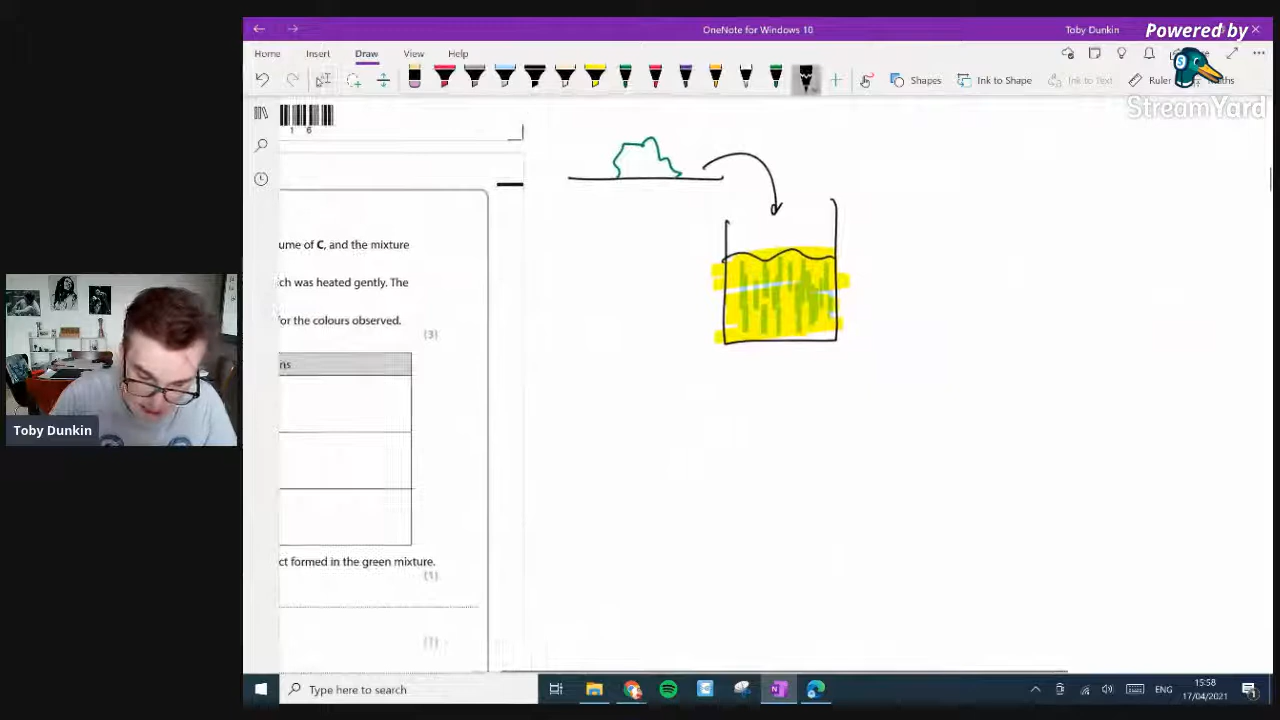 OneNote for Windows 10
Toby Dunkin
Powered by
StreamYard
Home Insert Draw View Help
Shapes Ink to Shape Ink to Text Ruler
1 6
ume of C, and the mixture
ch was heated gently. The
for the colours observed.
(3)
ns
ct formed in the green mixture.
(1)
(1)
Toby Dunkin
Type here to search
ENG
15:58
17/04/2021